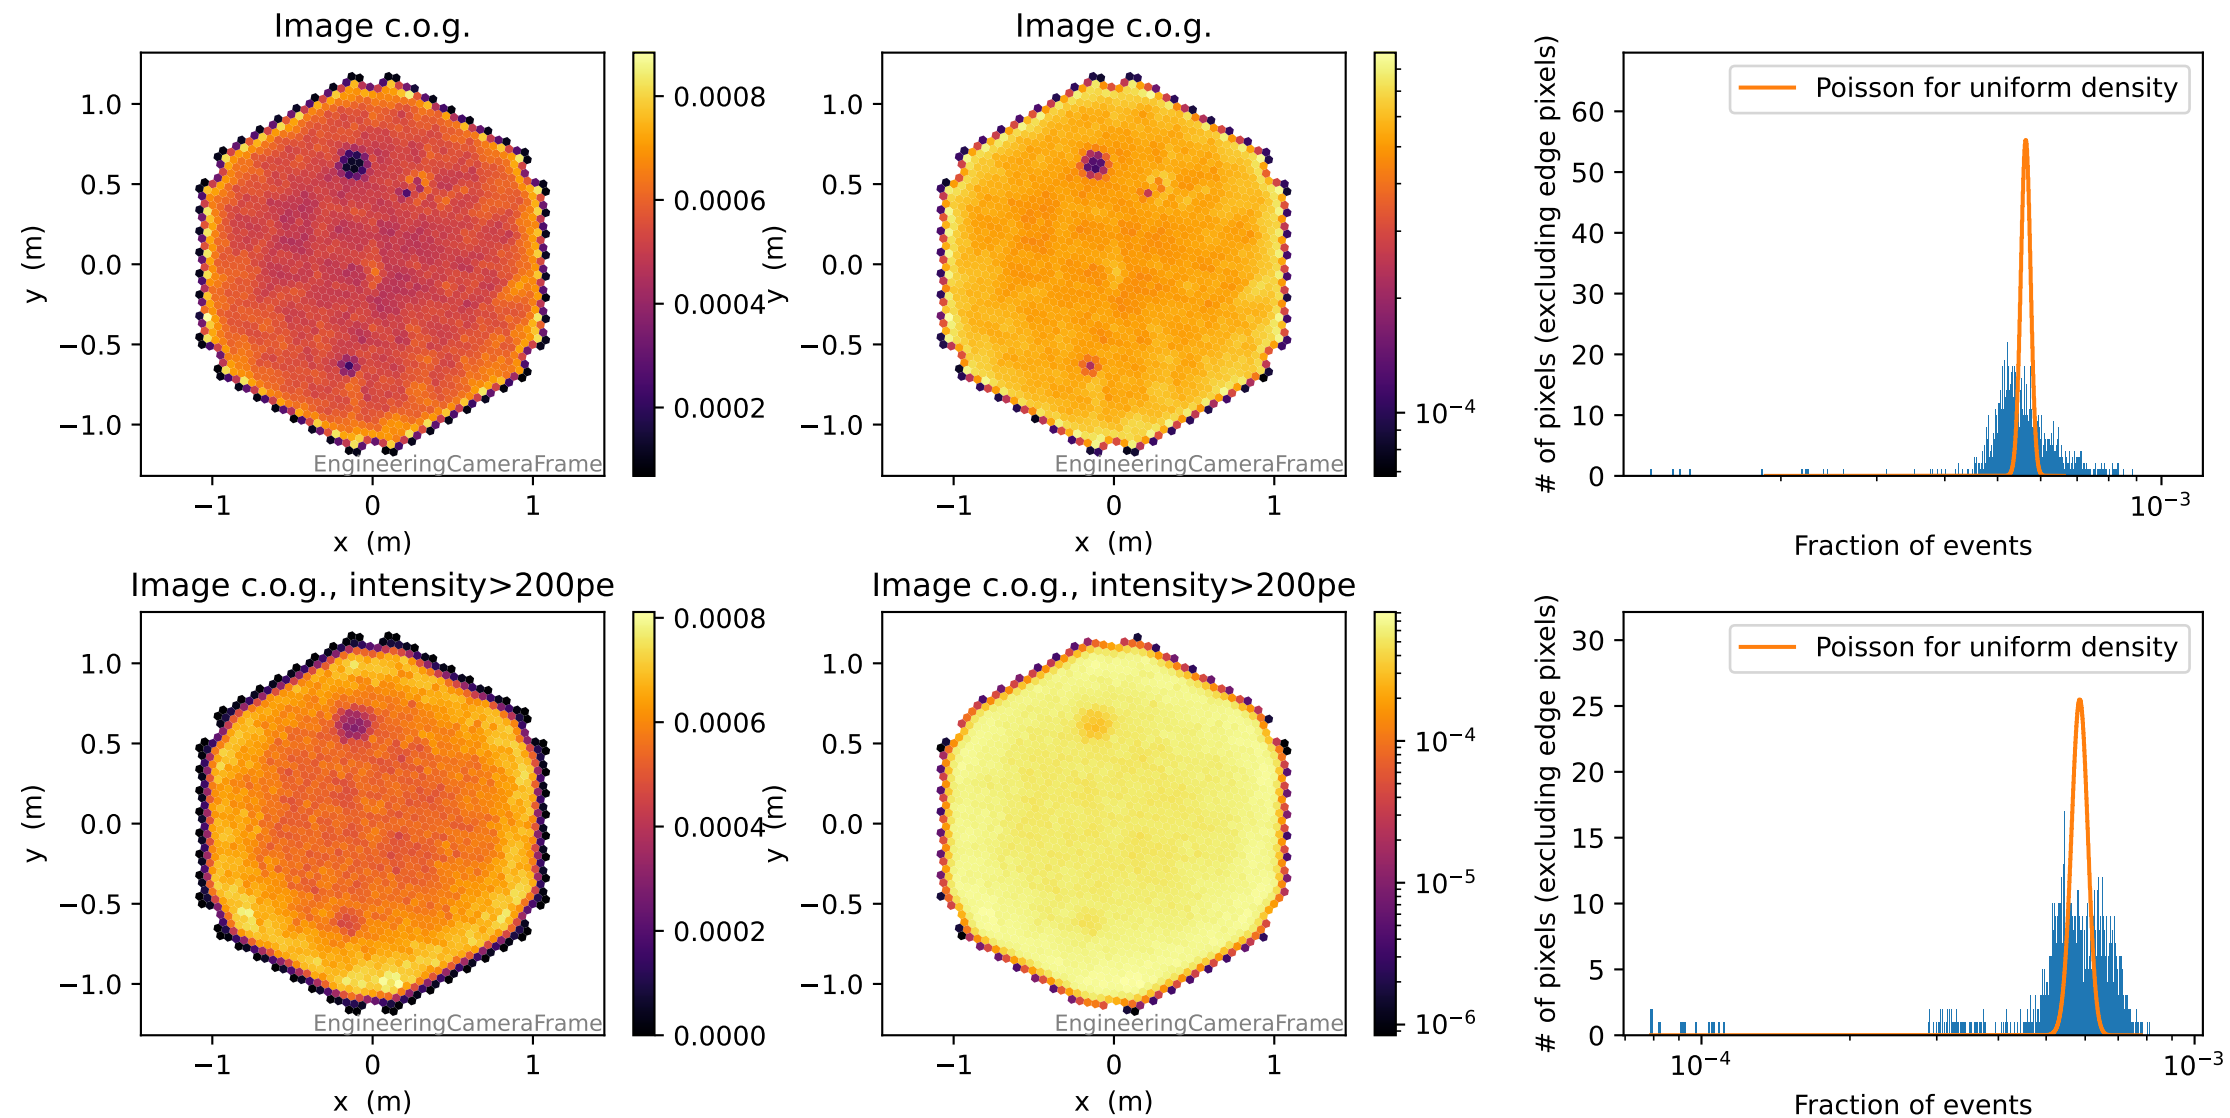 Image c.o.g.
1.0
0.5
0.0
−0.5
−1.0
y (m)
−1
0
1
x (m)
EngineeringCameraFrame
0.0008
0.0006
0.0004
0.0002
Image c.o.g.
1.0
0.5
0.0
−0.5
−1.0
y (m)
−1
0
1
x (m)
EngineeringCameraFrame
10⁻⁴
# of pixels (excluding edge pixels)
60
50
40
30
20
10
0
Poisson for uniform density
10⁻³
Fraction of events
Image c.o.g., intensity>200pe
1.0
0.5
0.0
−0.5
−1.0
y (m)
−1
0
1
x (m)
EngineeringCameraFrame
0.0008
0.0006
0.0004
0.0002
0.0000
Image c.o.g., intensity>200pe
1.0
0.5
0.0
−0.5
−1.0
y (m)
−1
0
1
x (m)
EngineeringCameraFrame
10⁻⁴
10⁻⁵
10⁻⁶
# of pixels (excluding edge pixels)
30
25
20
15
10
5
0
Poisson for uniform density
10⁻⁴
10⁻³
Fraction of events